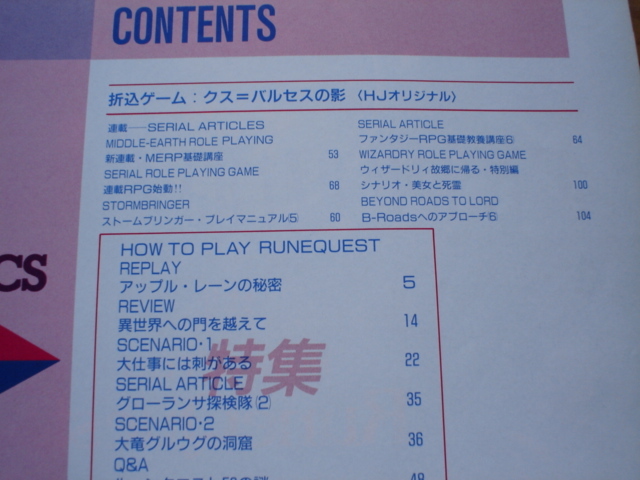 CONTENTS
折込ゲーム：クス＝バルセスの影〈HJオリジナル〉
連載──SERIAL ARTICLES
MIDDLE-EARTH ROLE PLAYING
新連載・MERP基礎講座 53
SERIAL ROLE PLAYING GAME
連載RPG始動!! 68
STORMBRINGER
ストームブリンガー・プレイマニュアル5) 60
SERIAL ARTICLE
ファンタジーRPG基礎教養講座6) 64
WIZARDRY ROLE PLAYING GAME
ウィザードリィ故郷に帰る・特別編
シナリオ・美女と死霊 100
BEYOND ROADS TO LORD
B-Roadsへのアプローチ6) 104
CS
特集
HOW TO PLAY RUNEQUEST
REPLAY
アップル・レーンの秘密 5
REVIEW
異世界への門を越えて 14
SCENARIO・1
大仕事には刺がある 22
SERIAL ARTICLE
グローランサ探検隊(2) 35
SCENARIO・2
大竜グルウグの洞窟 36
Q&A